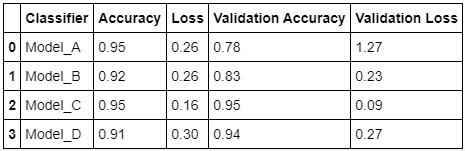 Classifier Accuracy Loss Validation Accuracy Validation Loss
0 Model_A 0.95 0.26 0.78 1.27
1 Model_B 0.92 0.26 0.83 0.23
2 Model_C 0.95 0.16 0.95 0.09
3 Model_D 0.91 0.30 0.94 0.27